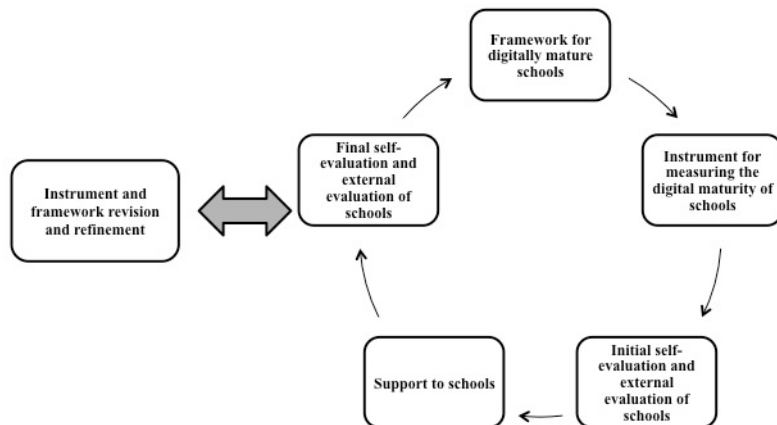 Framework for
digitally mature
schools
Final self-
evaluation and
external
evaluation of
schools
Instrument for
measuring the
digital maturity of
schools
Instrument and
framework revision
and refinement
Support to schools
Initial self-
evaluation and
external
evaluation of
schools